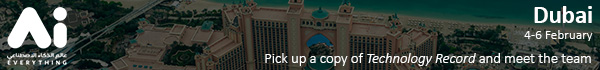 Ai
عالم الذكاء الاصطناعي
EVERYTHING
Dubai
4-6 February
Pick up a copy of Technology Record and meet the team